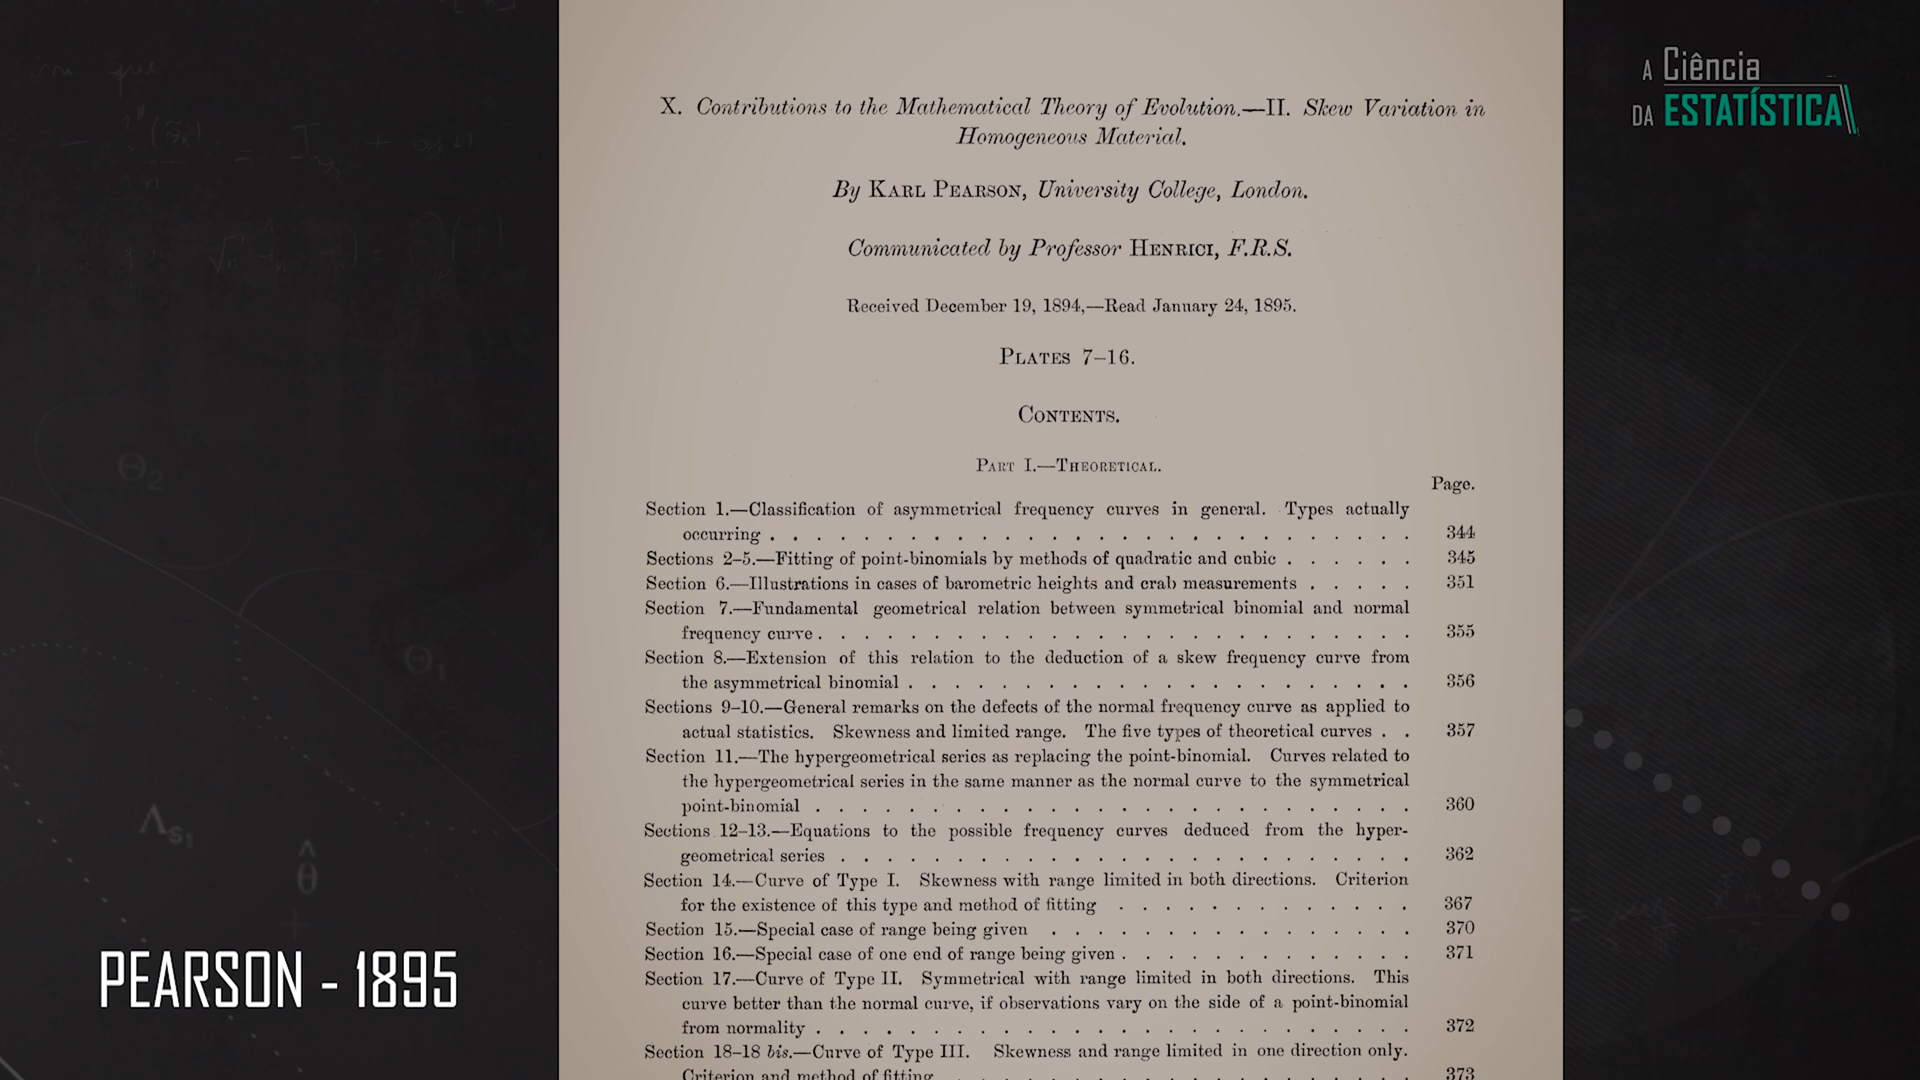 A Ciência
DA ESTATÍSTICA
X. Contributions to the Mathematical Theory of Evolution.—II. Skew Variation in
Homogeneous Material.
By KARL PEARSON, University College, London.
Communicated by Professor HENRICI, F.R.S.
Received December 19, 1894,—Read January 24, 1895.
PLATES 7–16.
CONTENTS.
PART I.—THEORETICAL.
Page.
Section 1.—Classification of asymmetrical frequency curves in general. Types actually
occurring . . . . . . . . . . . . . . . . . . . . . . . . . 344
Sections 2–5.—Fitting of point-binomials by methods of quadratic and cubic . . . . . . 345
Section 6.—Illustrations in cases of barometric heights and crab measurements . . . . . 351
Section 7.—Fundamental geometrical relation between symmetrical binomial and normal
frequency curve . . . . . . . . . . . . . . . . . . . . . . . 355
Section 8.—Extension of this relation to the deduction of a skew frequency curve from
the asymmetrical binomial . . . . . . . . . . . . . . . . . . . 356
Sections 9–10.—General remarks on the defects of the normal frequency curve as applied to
actual statistics. Skewness and limited range. The five types of theoretical curves . . 357
Section 11.—The hypergeometrical series as replacing the point-binomial. Curves related to
the hypergeometrical series in the same manner as the normal curve to the symmetrical
point-binomial . . . . . . . . . . . . . . . . . . . . . . . 360
Sections 12–13.—Equations to the possible frequency curves deduced from the hyper-
geometrical series . . . . . . . . . . . . . . . . . . . . . . 362
Section 14.—Curve of Type I. Skewness with range limited in both directions. Criterion
for the existence of this type and method of fitting . . . . . . . . . . . 367
Section 15.—Special case of range being given . . . . . . . . . . . . . . 370
Section 16.—Special case of one end of range being given . . . . . . . . . . . 371
Section 17.—Curve of Type II. Symmetrical with range limited in both directions. This
curve better than the normal curve, if observations vary on the side of a point-binomial
from normality . . . . . . . . . . . . . . . . . . . . . . . 372
Section 18–18 bis.—Curve of Type III. Skewness and range limited in one direction only.
Criterion and method of fitting . . . . . . . . . . . . . . . . . . 373
PEARSON - 1895
Θ2
Θ1
ΛS1
θ̂